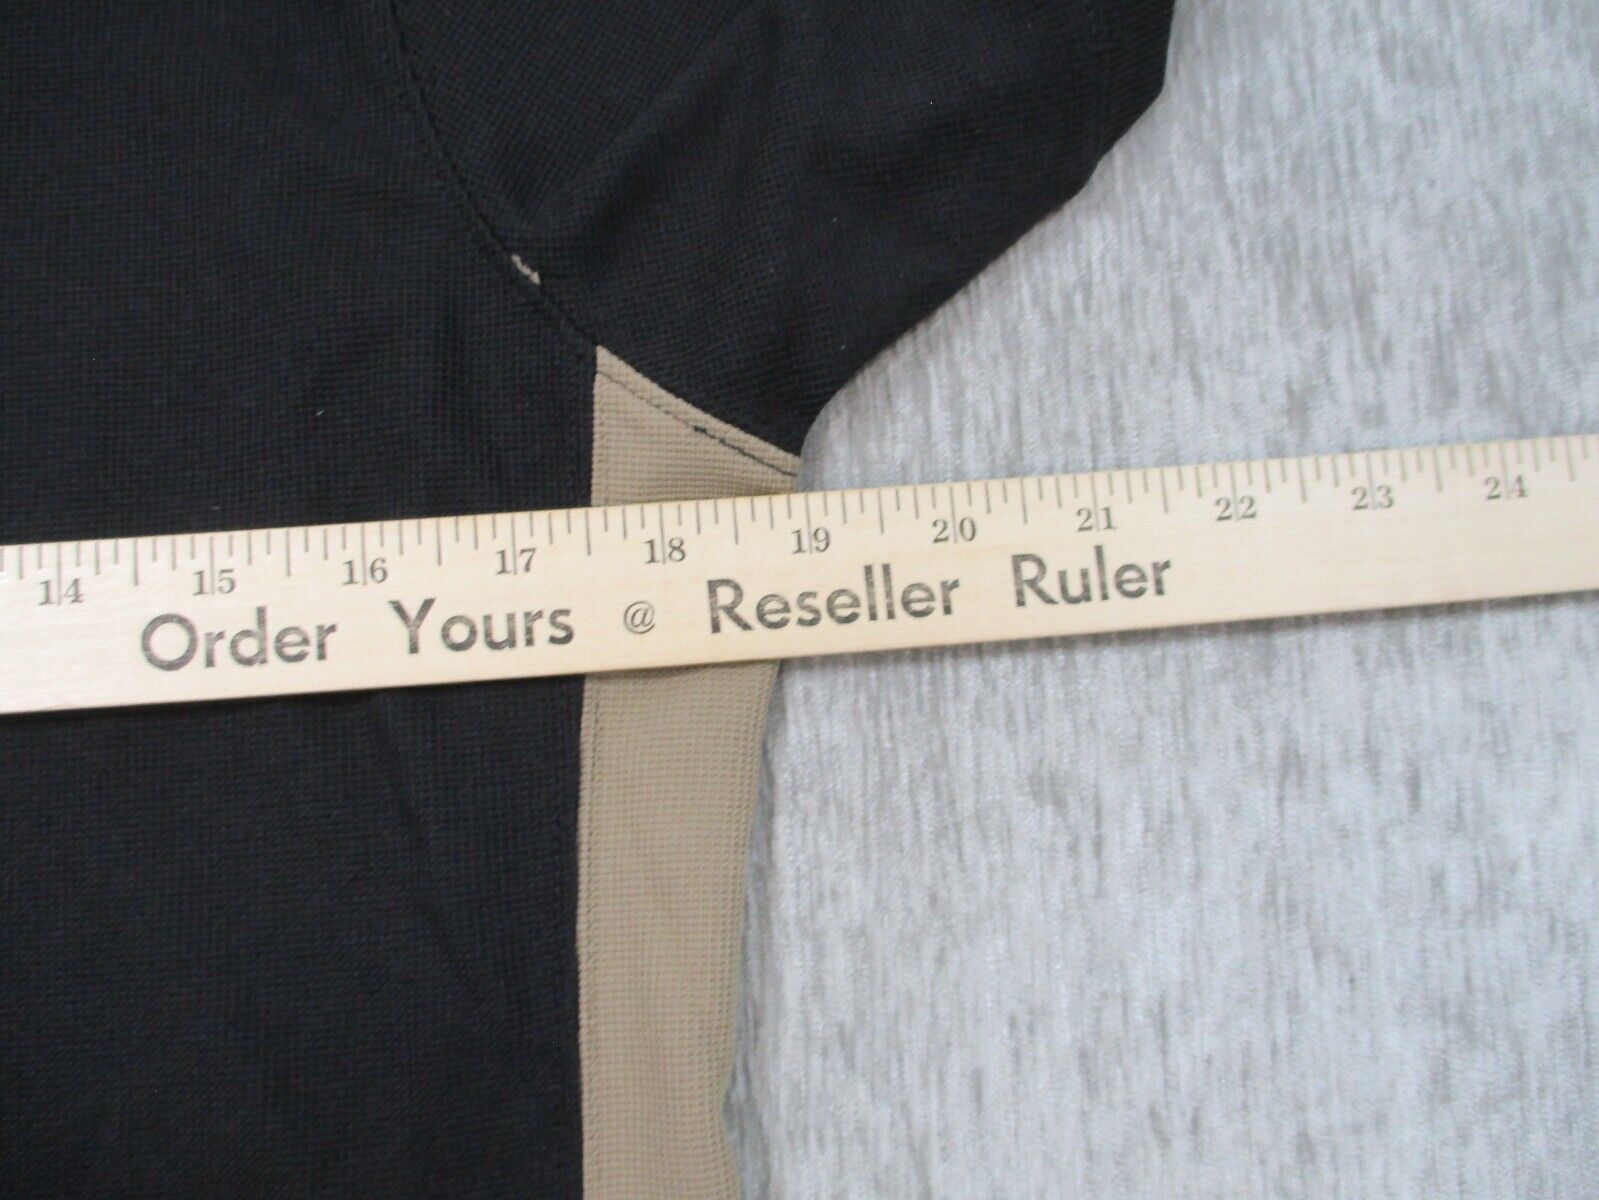 14 15 16 17 18 19 20 21 22 23 24
Order Yours @ Reseller Ruler